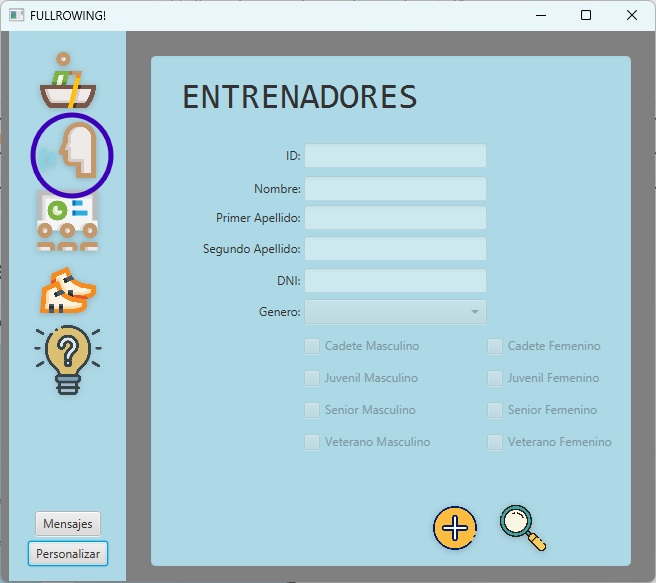 FULLROWING!
ENTRENADORES
ID:
Nombre:
Primer Apellido:
Segundo Apellido:
DNI:
Genero:
Cadete Masculino Cadete Femenino
Juvenil Masculino Juvenil Femenino
Senior Masculino Senior Femenino
Veterano Masculino Veterano Femenino
Mensajes
Personalizar